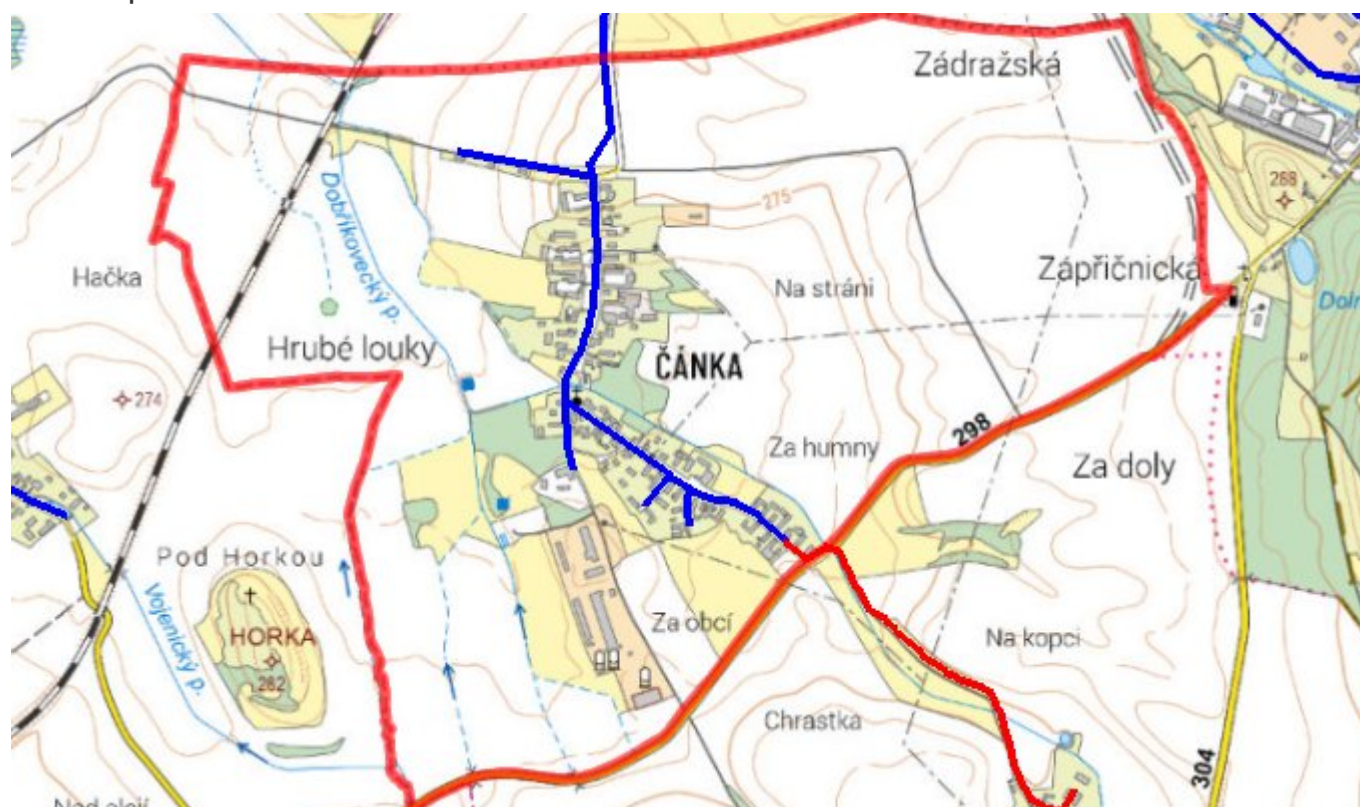 Zádražská
288
275
Dobříkovecký p.
Zápřičnická
Hačka
Na stráni
Hrubé louky
ČÁNKA
274
298
Za humny
Za doly
Pod Horkou
Vojenický p.
HORKA
282
Za obcí
Na kopci
Chrastka
304